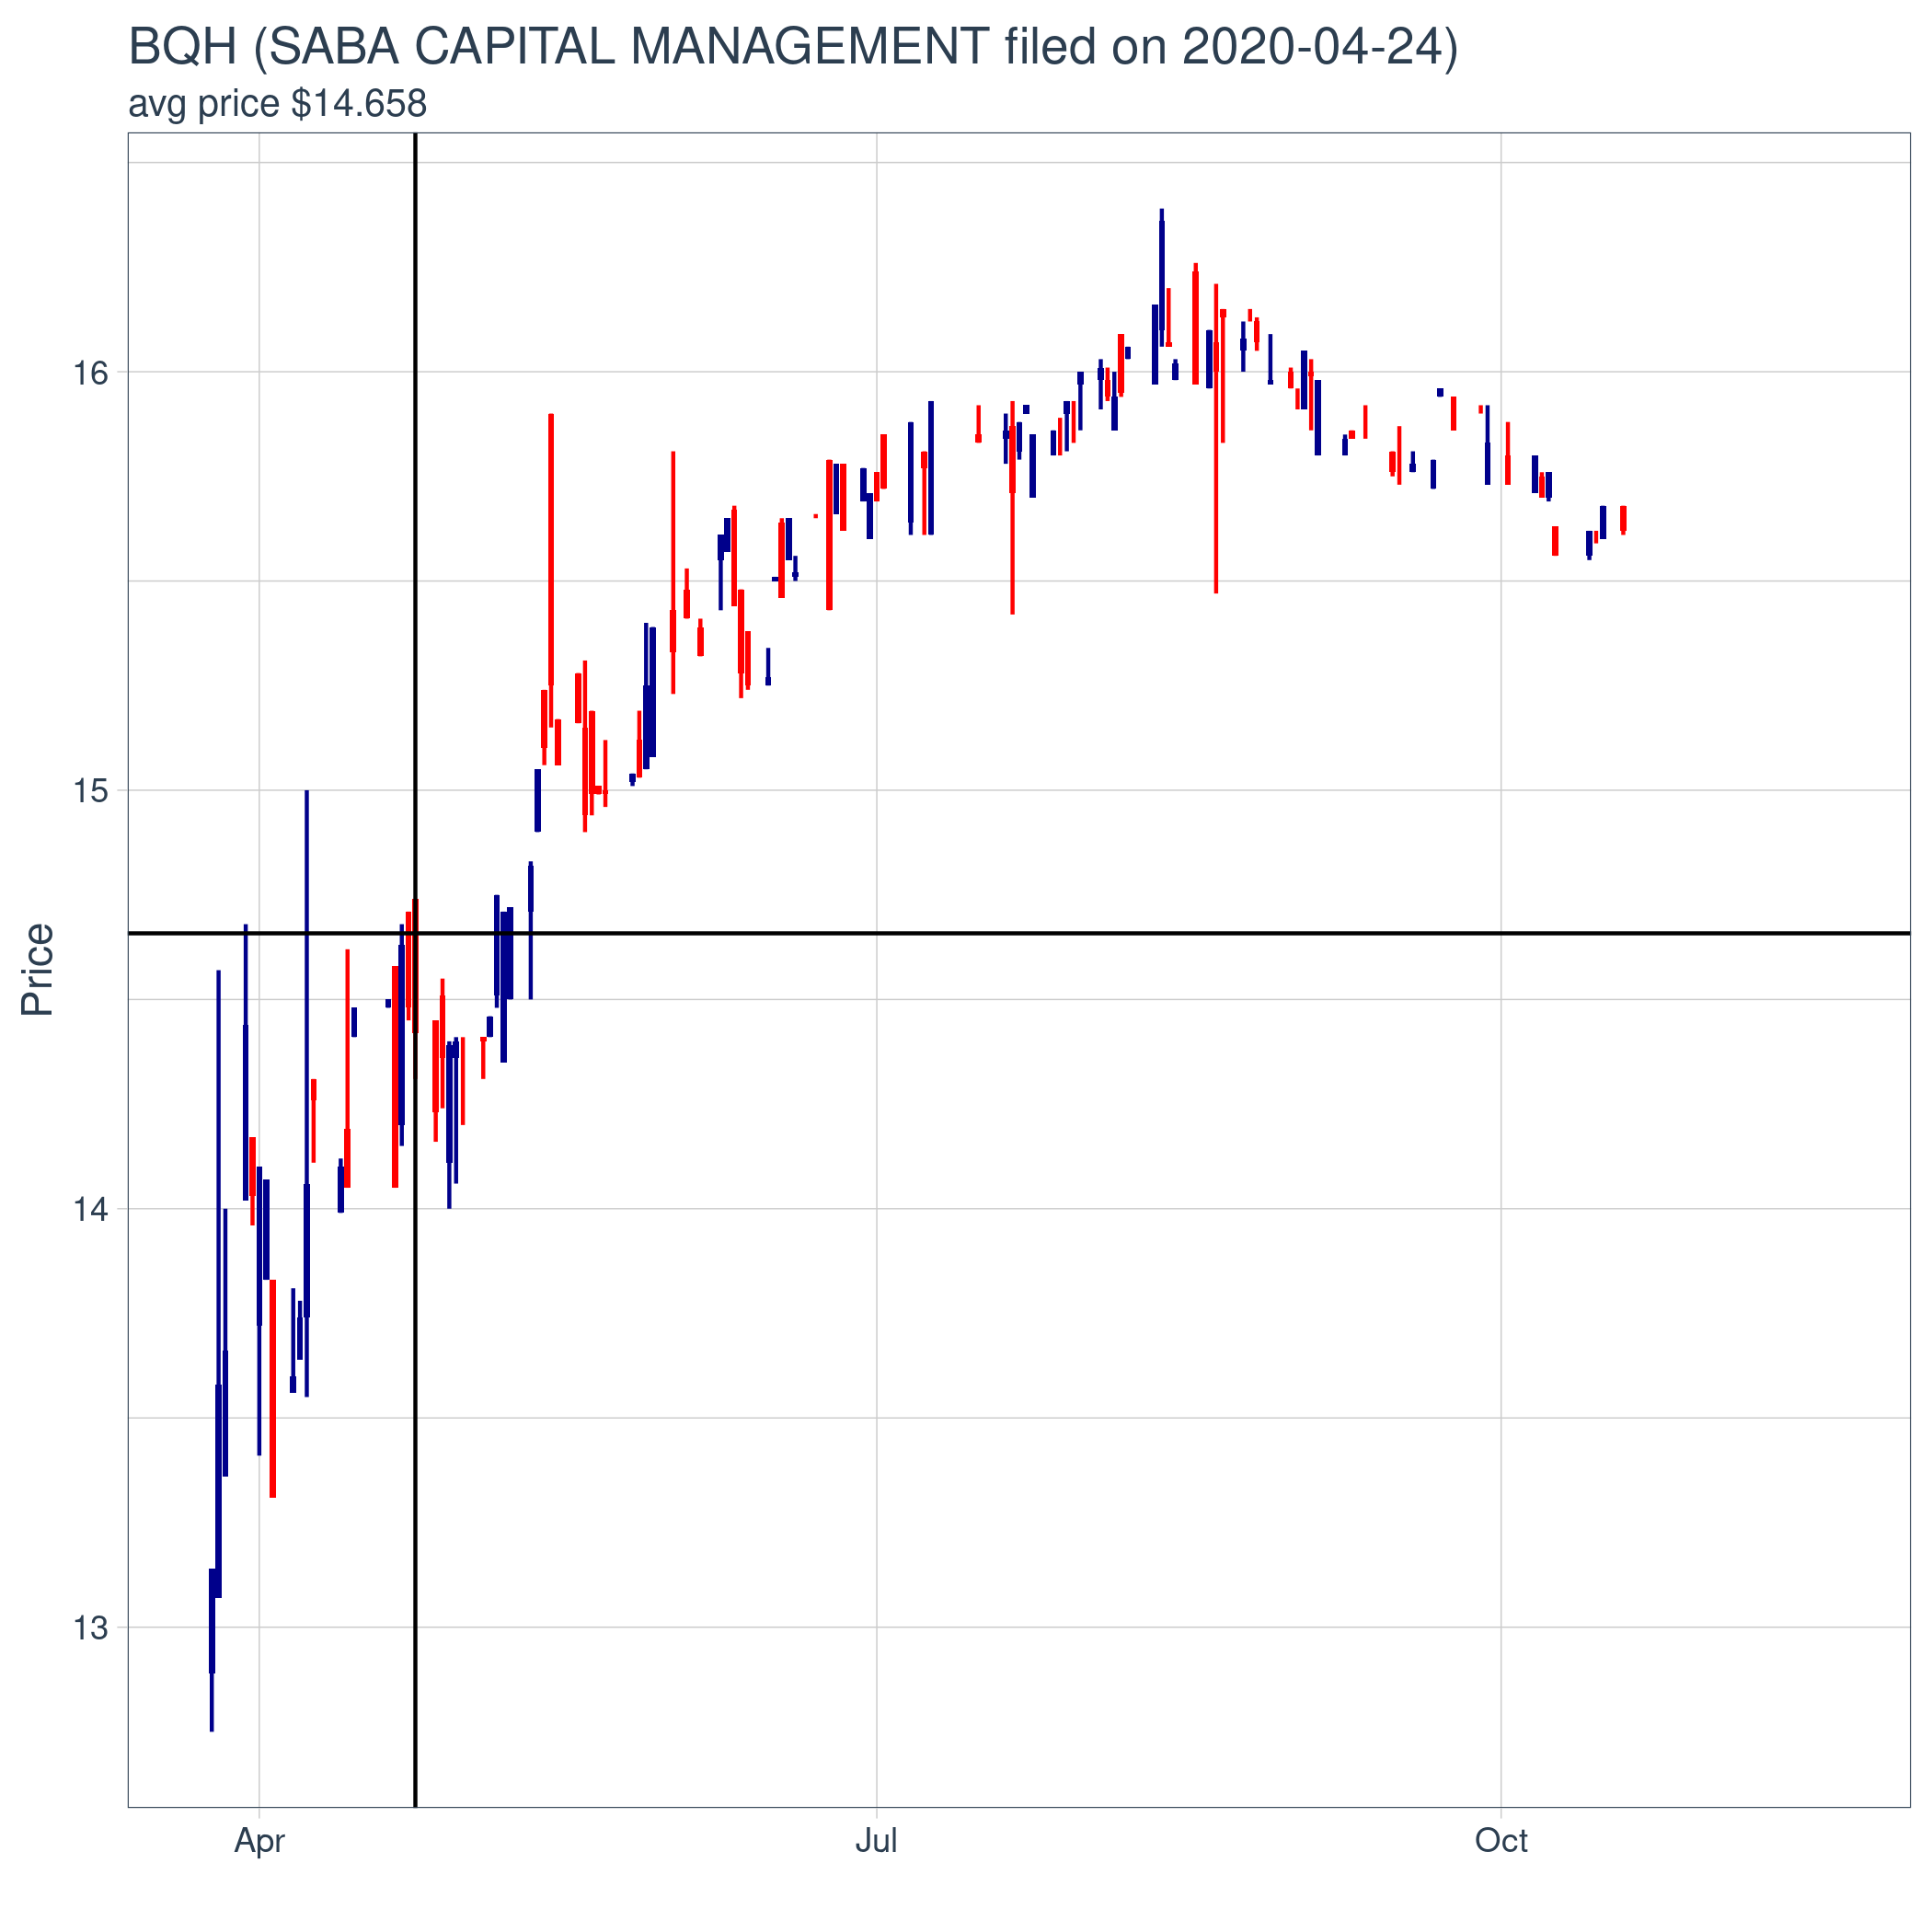 BQH (SABA CAPITAL MANAGEMENT filed on 2020-04-24)
avg price $14.658
16
15
14
13
Price
Apr
Jul
Oct